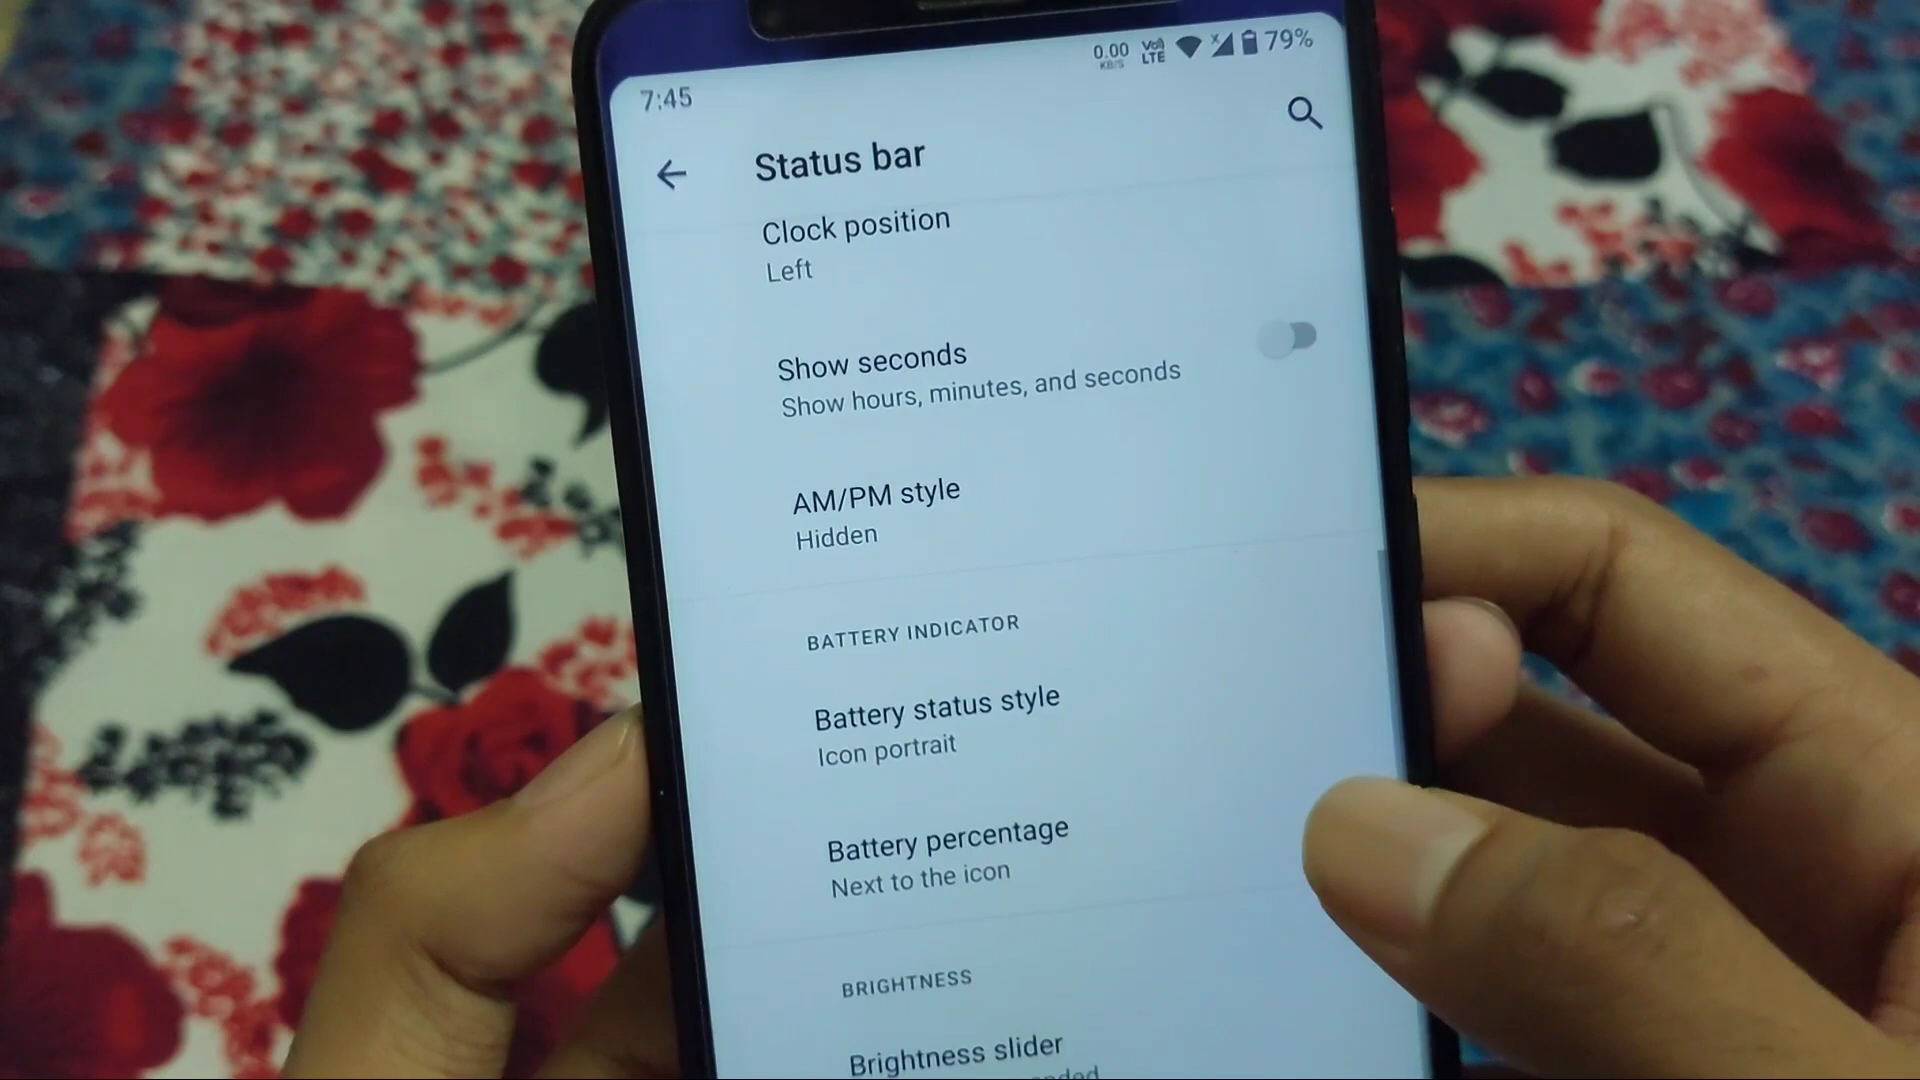 7:45
0.00
KB/S
Vo))
LTE
79%
Status bar
Clock position
Left
Show seconds
Show hours, minutes, and seconds
AM/PM style
Hidden
BATTERY INDICATOR
Battery status style
Icon portrait
Battery percentage
Next to the icon
BRIGHTNESS
Brightness slider